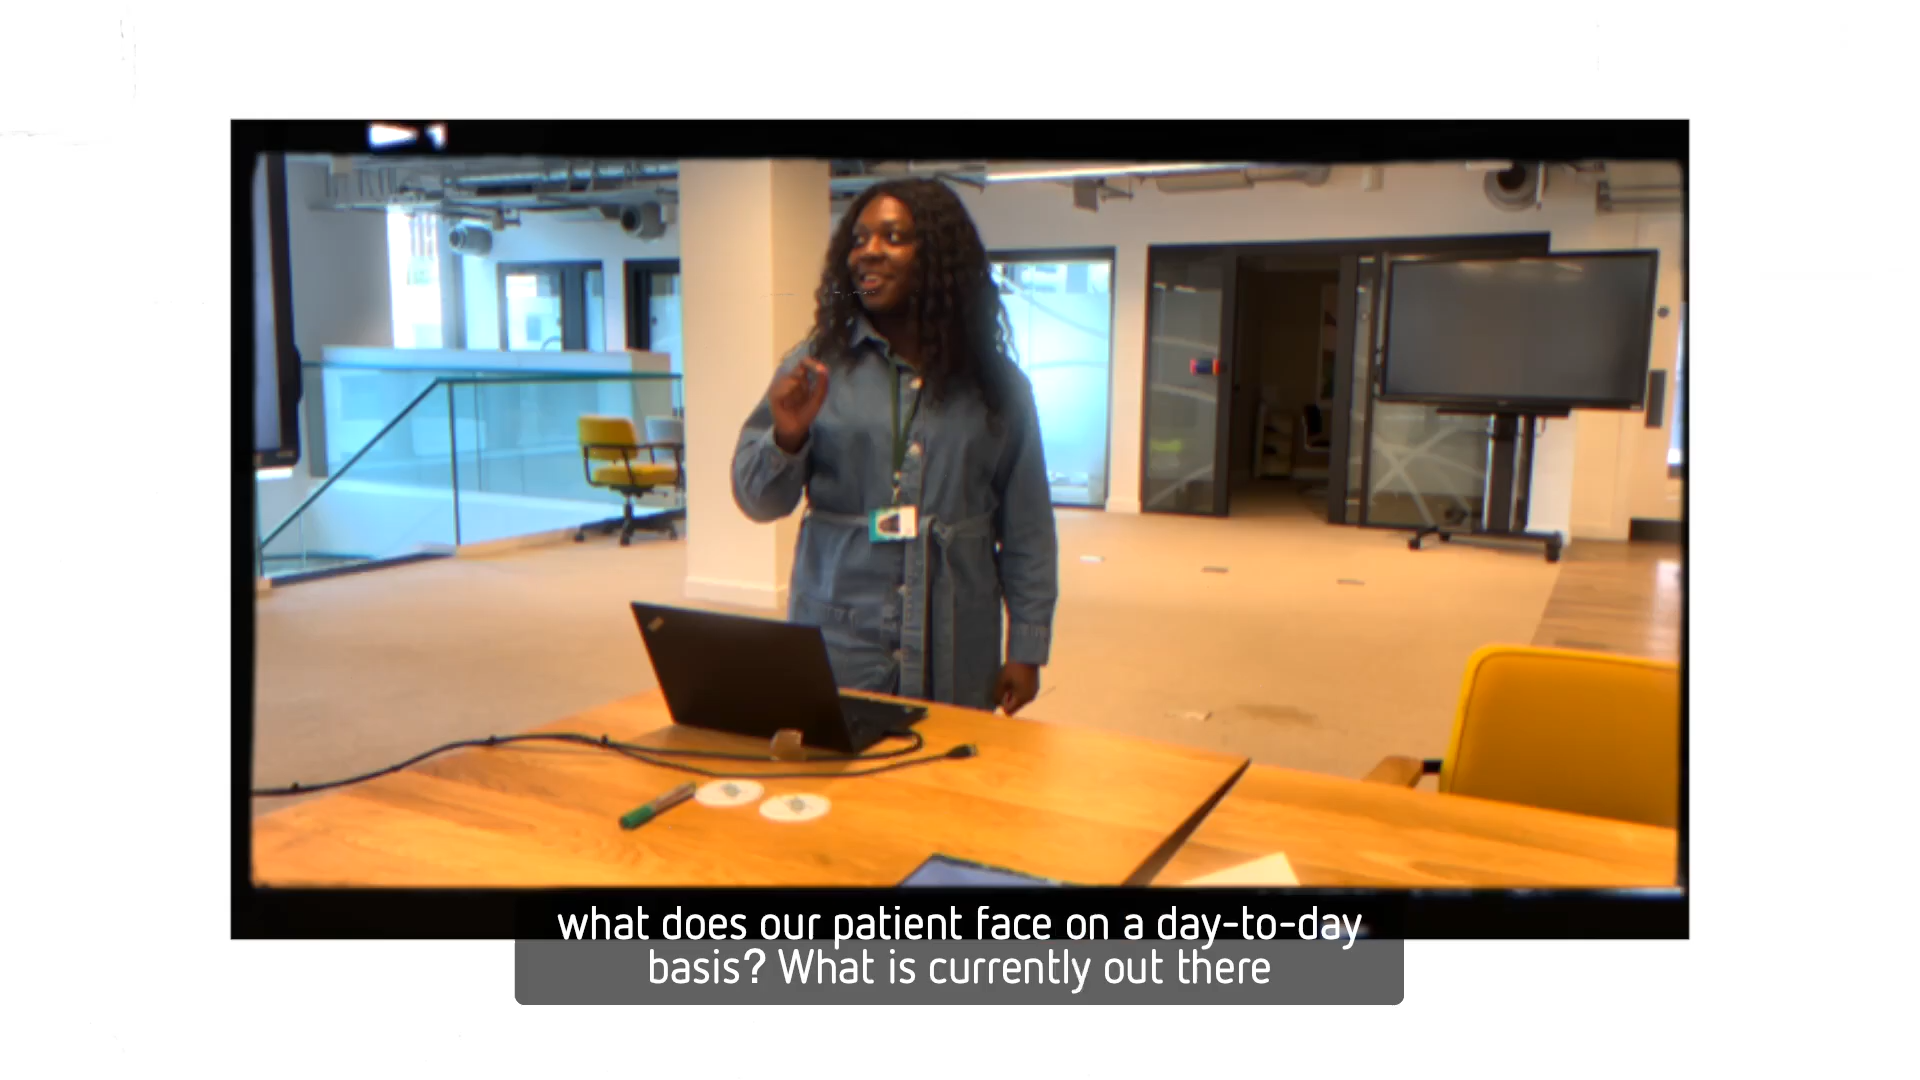 what does our patient face on a day-to-day
basis? What is currently out there